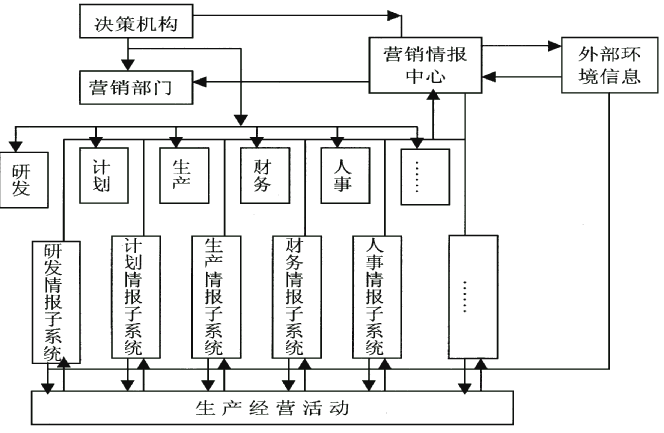 决策机构
营销情报
中心
外部环
境信息
营销部门
研发
计划
生产
财务
人事
……
研发情报子系统
计划情报子系统
生产情报子系统
财务情报子系统
人事情报子系统
……
生产经营活动